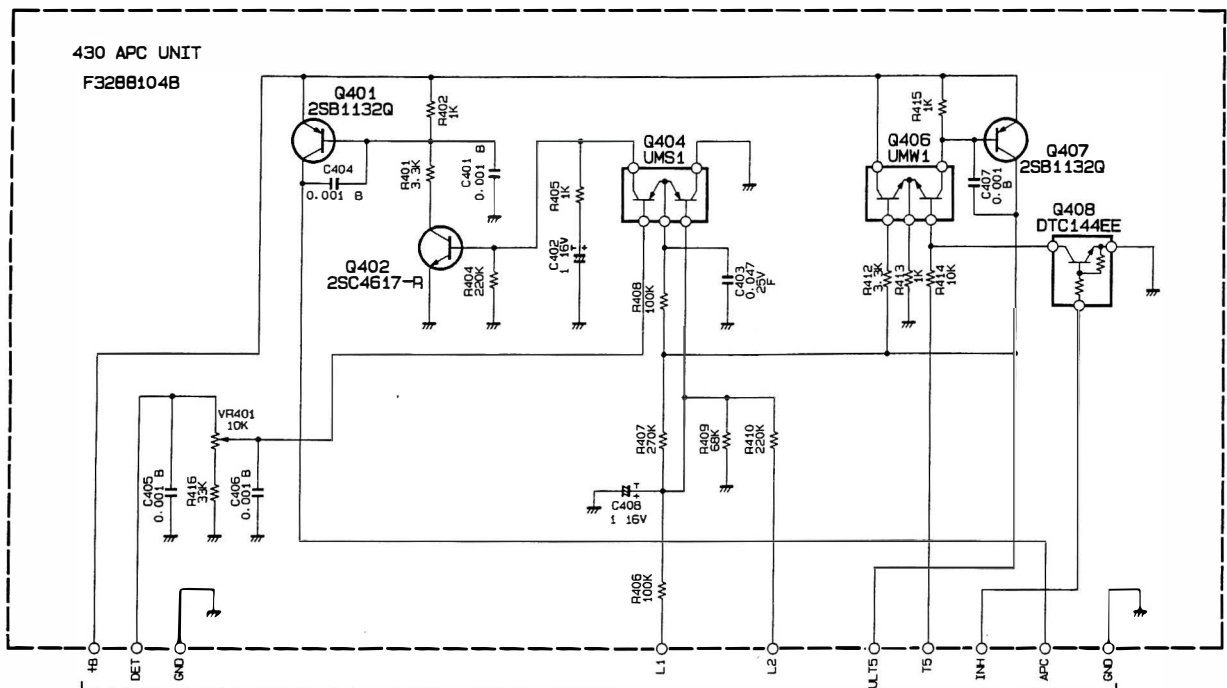 430 APC UNIT
F3288104B
Q401
2SB1132Q
R402
1K
C404
0.001 B
R401
3.3K
C401
0.001 B
Q402
2SC4617-R
R404
220K
R405
1K
C402
1 16V
T
+
Q404
UMS1
R408
100K
C403
0.047
25V
F
Q406
UMW1
R415
1K
Q407
2SB1132Q
C407
0.001
B
Q408
DTC144EE
R412
3.3K
R413
1K
R414
10K
VR401
10K
C405
0.001 B
R416
33K
C406
0.001 B
R407
270K
R409
68K
R410
220K
T
+
C408
1 16V
R406
100K
+B
DET
GND
L1
L2
ULT5
T5
INH
APC
GND